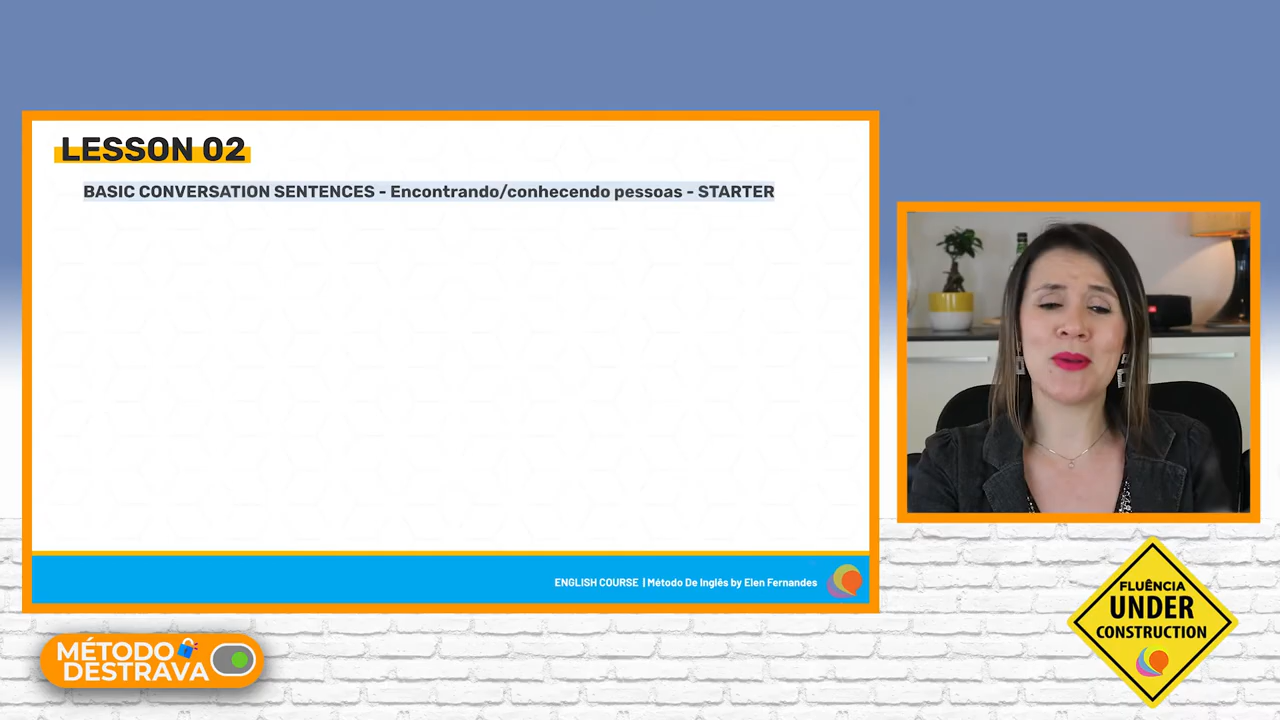 LESSON 02
BASIC CONVERSATION SENTENCES - Encontrando/conhecendo pessoas - STARTER
ENGLISH COURSE | Método De Inglês by Elen Fernandes
MÉTODO
DESTRAVA
FLUÊNCIA
UNDER
CONSTRUCTION